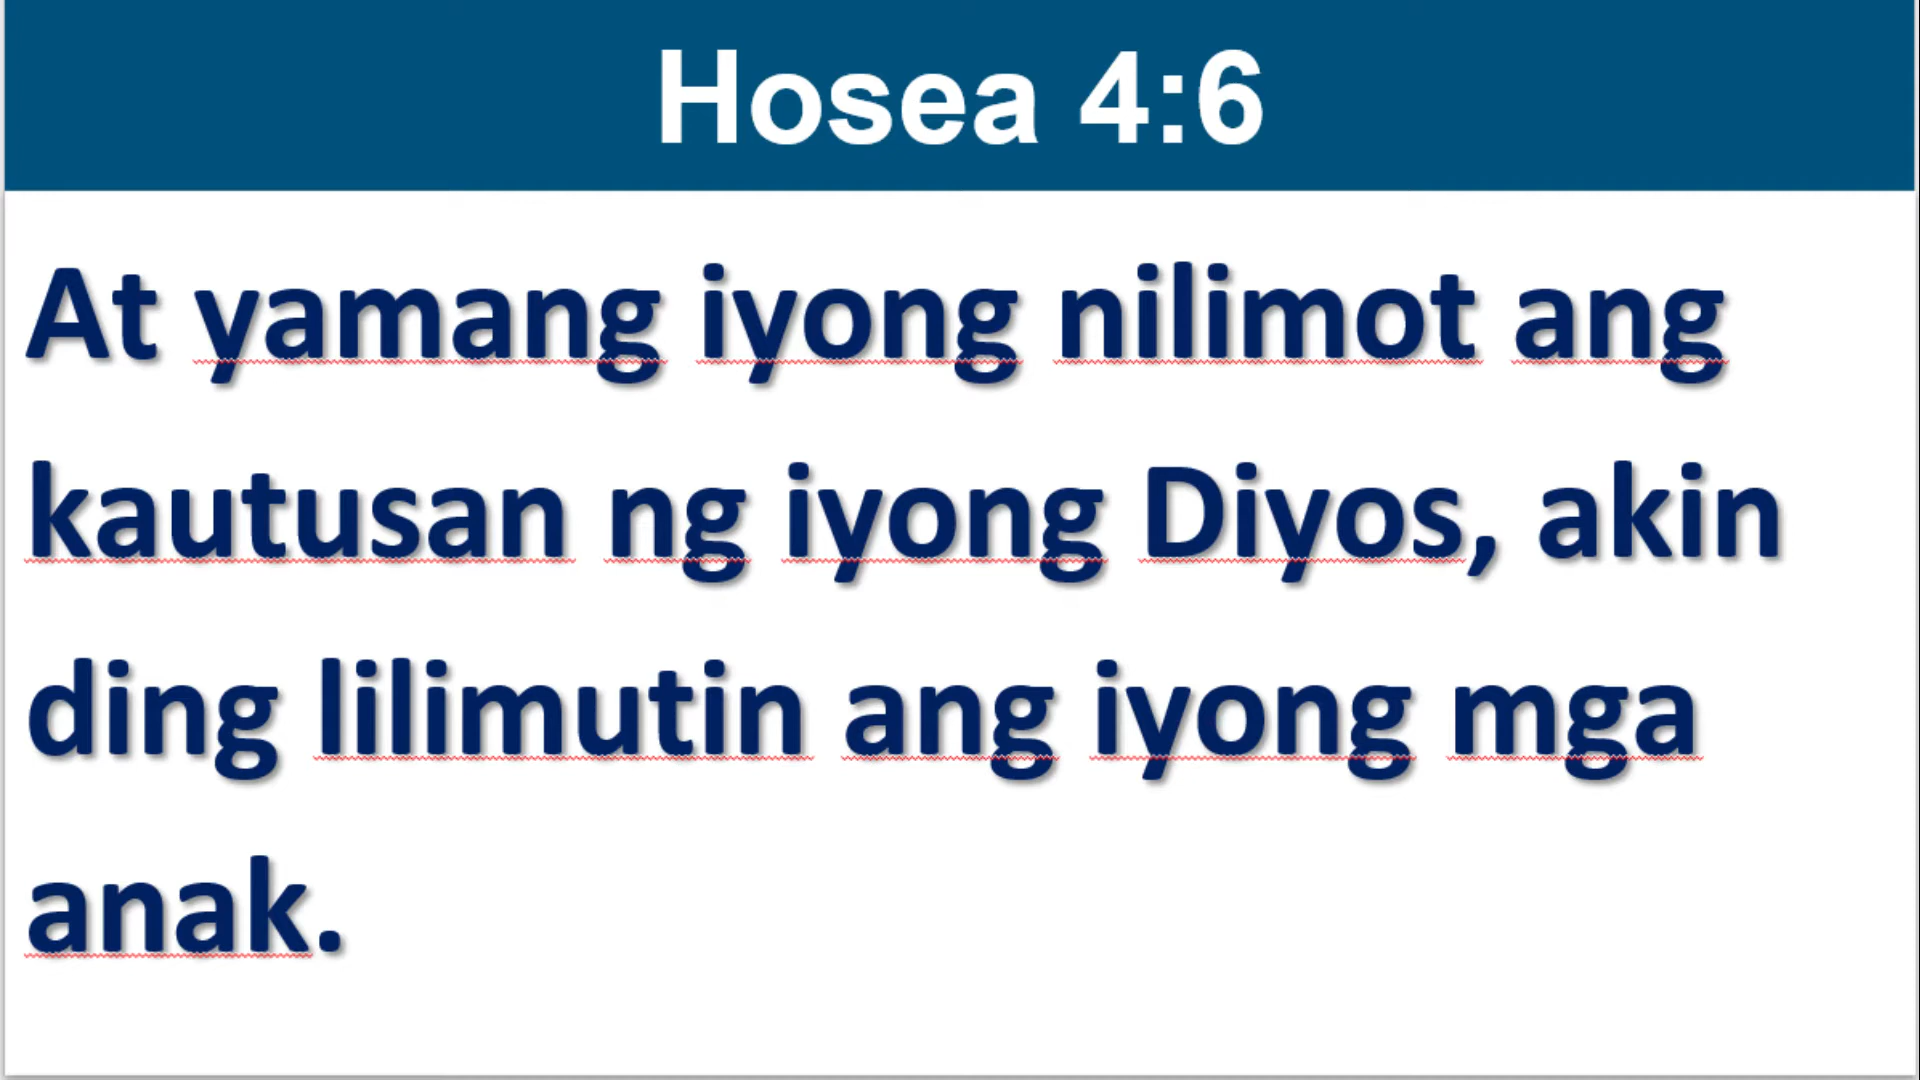 Hosea 4:6
At yamang iyong nilimot ang
kautusan ng iyong Diyos, akin
ding lilimutin ang iyong mga
anak.